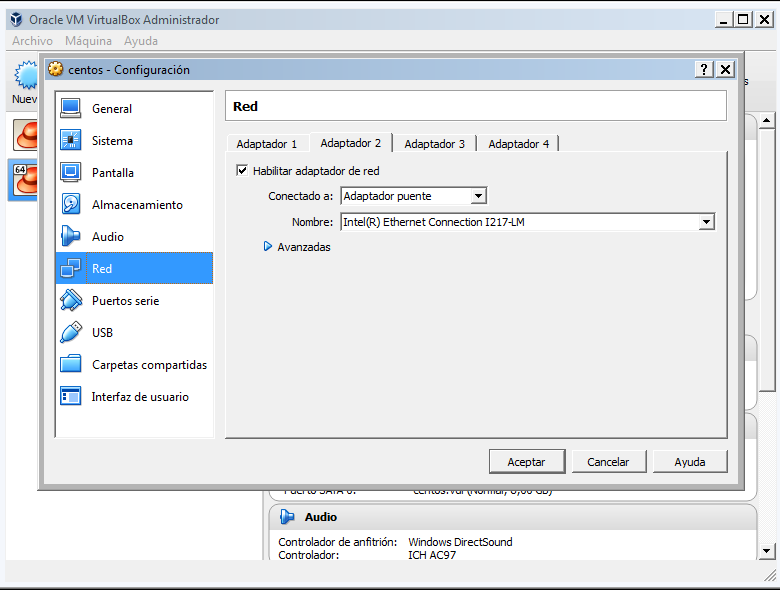 Oracle VM VirtualBox Administrador
Archivo Máquina Ayuda
Nuev
centos - Configuración
General
Sistema
Pantalla
Almacenamiento
Audio
Red
Puertos serie
USB
Carpetas compartidas
Interfaz de usuario
Red
Adaptador 1 Adaptador 2 Adaptador 3 Adaptador 4
Habilitar adaptador de red
Conectado a: Adaptador puente
Nombre: Intel(R) Ethernet Connection I217-LM
Avanzadas
Aceptar Cancelar Ayuda
64
s
Puerto SATA 0: centos.vdi (Normal, 8,00 GB)
Audio
Controlador de anfitrión: Windows DirectSound
Controlador: ICH AC97